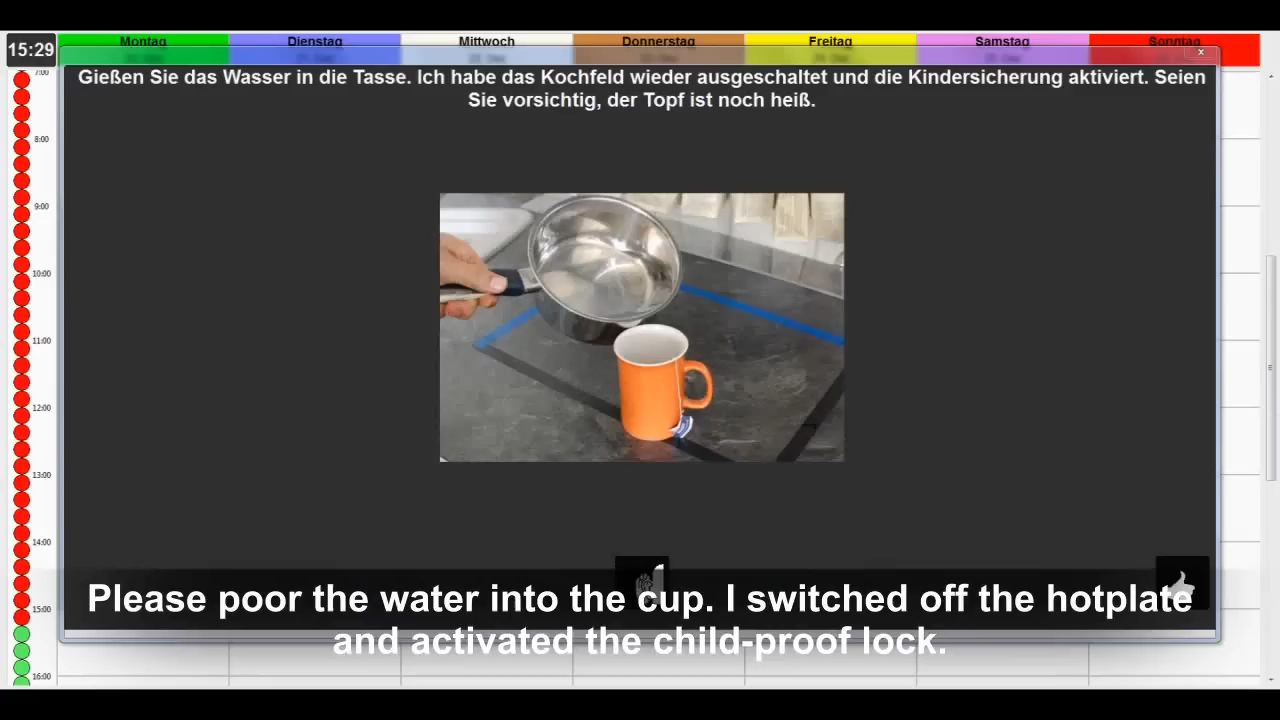 15:29
Montag Dienstag Mittwoch Donnerstag Freitag Samstag Sonntag
Gießen Sie das Wasser in die Tasse. Ich habe das Kochfeld wieder ausgeschaltet und die Kindersicherung aktiviert. Seien
Sie vorsichtig, der Topf ist noch heiß.
7:00
8:00
9:00
10:00
11:00
12:00
13:00
14:00
15:00
16:00
Please poor the water into the cup. I switched off the hotplate
and activated the child-proof lock.